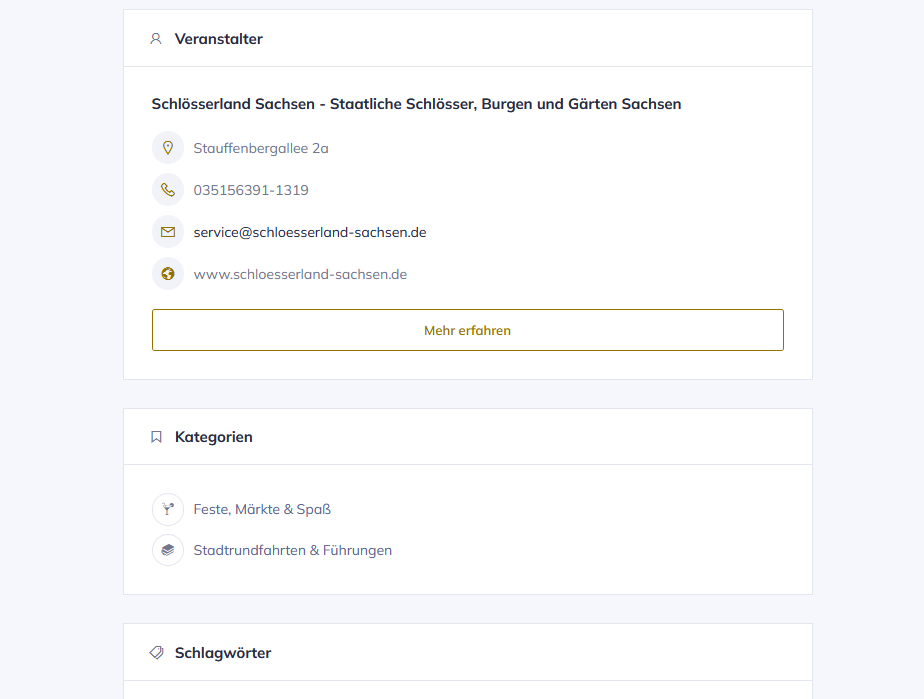 Veranstalter
Schlösserland Sachsen - Staatliche Schlösser, Burgen und Gärten Sachsen
Stauffenbergallee 2a
035156391-1319
service@schloesserland-sachsen.de
www.schloesserland-sachsen.de
Mehr erfahren
Kategorien
Feste, Märkte & Spaß
Stadtrundfahrten & Führungen
Schlagwörter